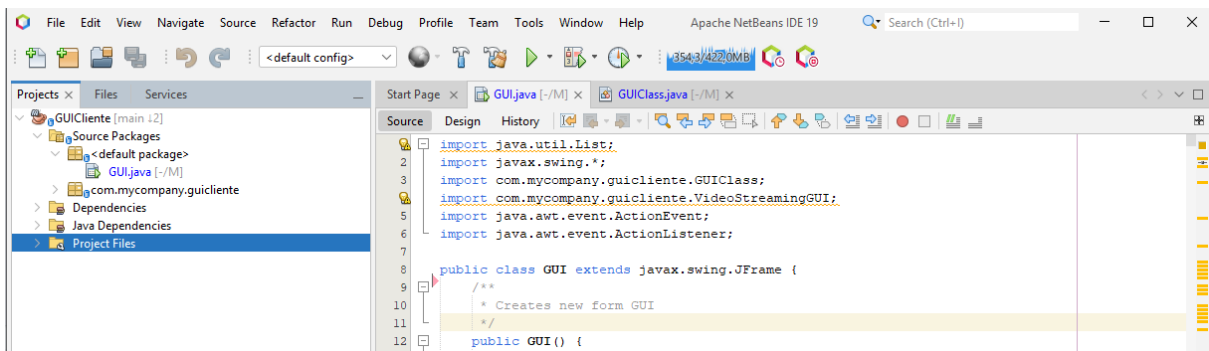 File Edit View Navigate Source Refactor Run Debug Profile Team Tools Window Help Apache NetBeans IDE 19 Search (Ctrl+I)
<default config> 354,3/422,0MB
Projects Files Services
GUICliente [main ↓2]
Source Packages
<default package>
GUI.java [-/M]
com.mycompany.guicliente
Dependencies
Java Dependencies
Project Files
Start Page GUI.java [-/M] GUIClass.java [-/M]
Source Design History
import java.util.List;
2 import javax.swing.*;
3 import com.mycompany.guicliente.GUIClass;
import com.mycompany.guicliente.VideoStreamingGUI;
5 import java.awt.event.ActionEvent;
6 import java.awt.event.ActionListener;
7
8 public class GUI extends javax.swing.JFrame {
9 /**
10 * Creates new form GUI
11 */
12 public GUI() {